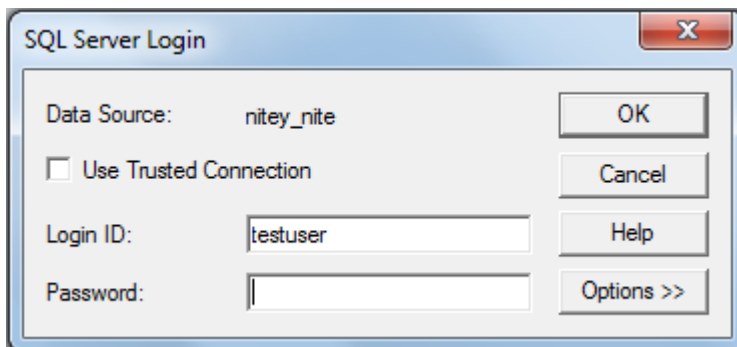 SQL Server Login
Data Source: nitey_nite OK
Use Trusted Connection Cancel
Login ID: testuser Help
Password: Options >>